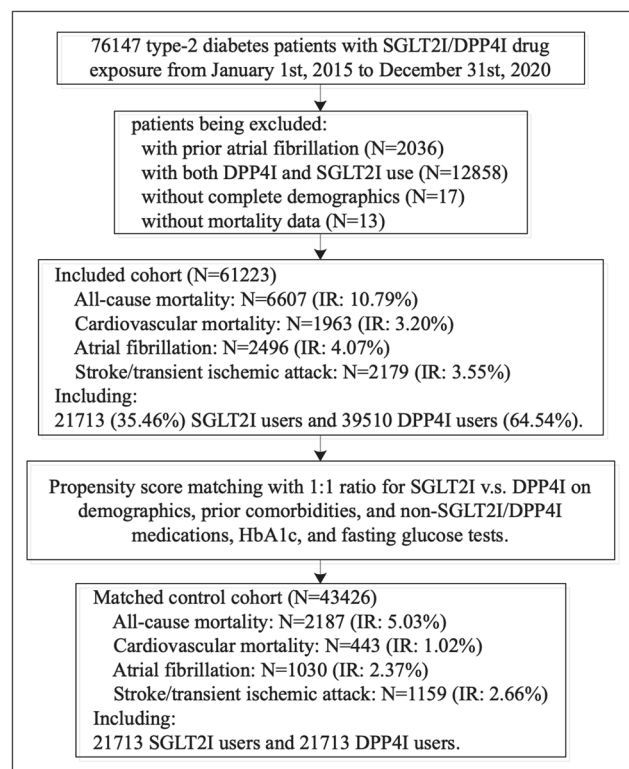 76147 type-2 diabetes patients with SGLT2I/DPP4I drug
exposure from January 1st, 2015 to December 31st, 2020
patients being excluded:
with prior atrial fibrillation (N=2036)
with both DPP4I and SGLT2I use (N=12858)
without complete demographics (N=17)
without mortality data (N=13)
Included cohort (N=61223)
All-cause mortality: N=6607 (IR: 10.79%)
Cardiovascular mortality: N=1963 (IR: 3.20%)
Atrial fibrillation: N=2496 (IR: 4.07%)
Stroke/transient ischemic attack: N=2179 (IR: 3.55%)
Including:
21713 (35.46%) SGLT2I users and 39510 DPP4I users (64.54%).
Propensity score matching with 1:1 ratio for SGLT2I v.s. DPP4I on
demographics, prior comorbidities, and non-SGLT2I/DPP4I
medications, HbA1c, and fasting glucose tests.
Matched control cohort (N=43426)
All-cause mortality: N=2187 (IR: 5.03%)
Cardiovascular mortality: N=443 (IR: 1.02%)
Atrial fibrillation: N=1030 (IR: 2.37%)
Stroke/transient ischemic attack: N=1159 (IR: 2.66%)
Including:
21713 SGLT2I users and 21713 DPP4I users.